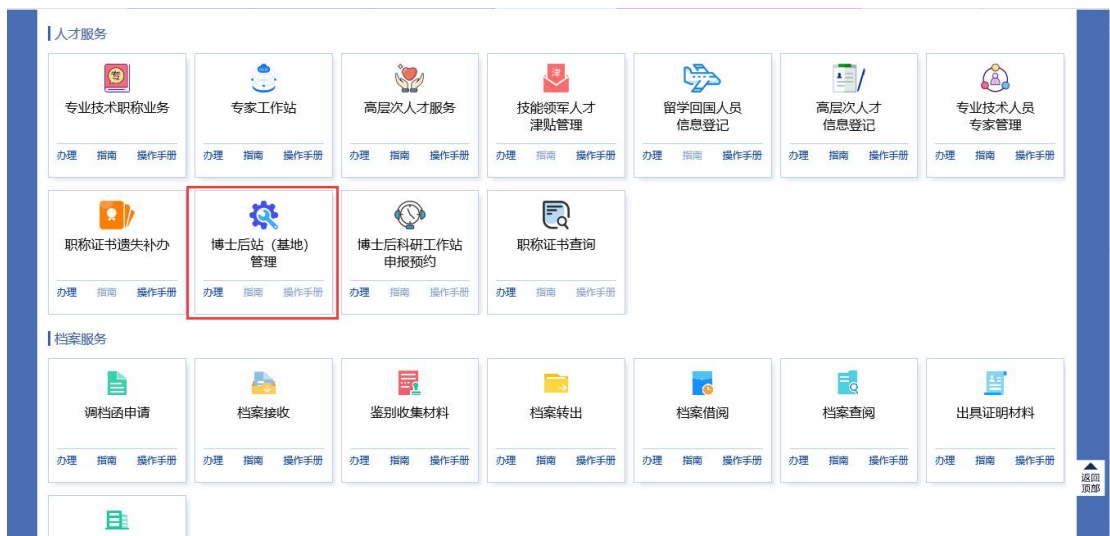 人才服务
专
津
专业技术职称业务
专家工作站
高层次人才服务
技能领军人才
津贴管理
留学回国人员
信息登记
高层次人才
信息登记
专业技术人员
专家管理
办理 指南 操作手册 办理 指南 操作手册 办理 指南 操作手册 办理 指南 操作手册 办理 指南 操作手册 办理 指南 操作手册 办理 指南 操作手册
职称证书遗失补办
博士后站（基地）
管理
博士后科研工作站
申报预约
职称证书查询
办理 指南 操作手册 办理 指南 操作手册 办理 指南 操作手册 办理 指南 操作手册
档案服务
调档函申请
档案接收
鉴别收集材料
档案转出
档案借阅
档案查阅
出具证明材料
办理 指南 操作手册 办理 指南 操作手册 办理 指南 操作手册 办理 指南 操作手册 办理 指南 操作手册 办理 指南 操作手册 办理 指南 操作手册
返回
顶部